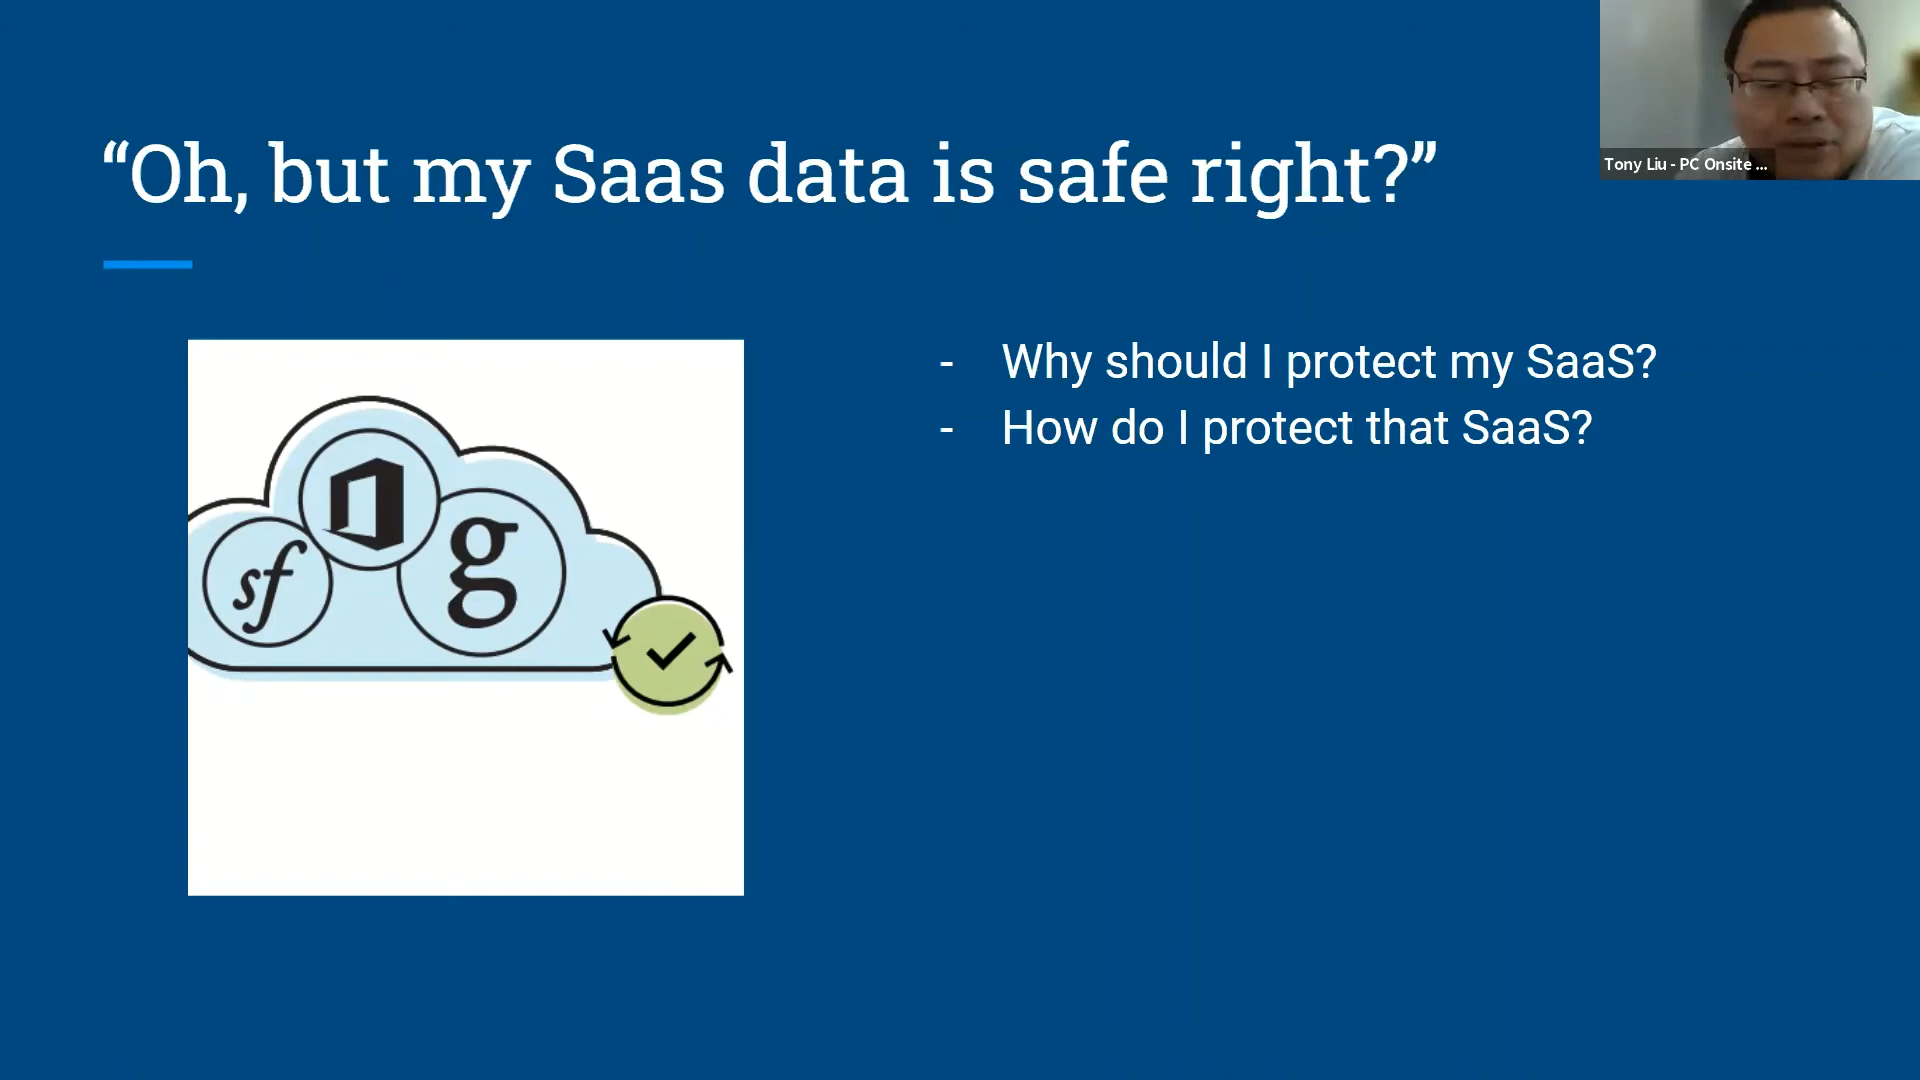 “Oh, but my Saas data is safe right?”
Tony Liu - PC Onsite ...
- Why should I protect my SaaS?
- How do I protect that SaaS?
sf
g